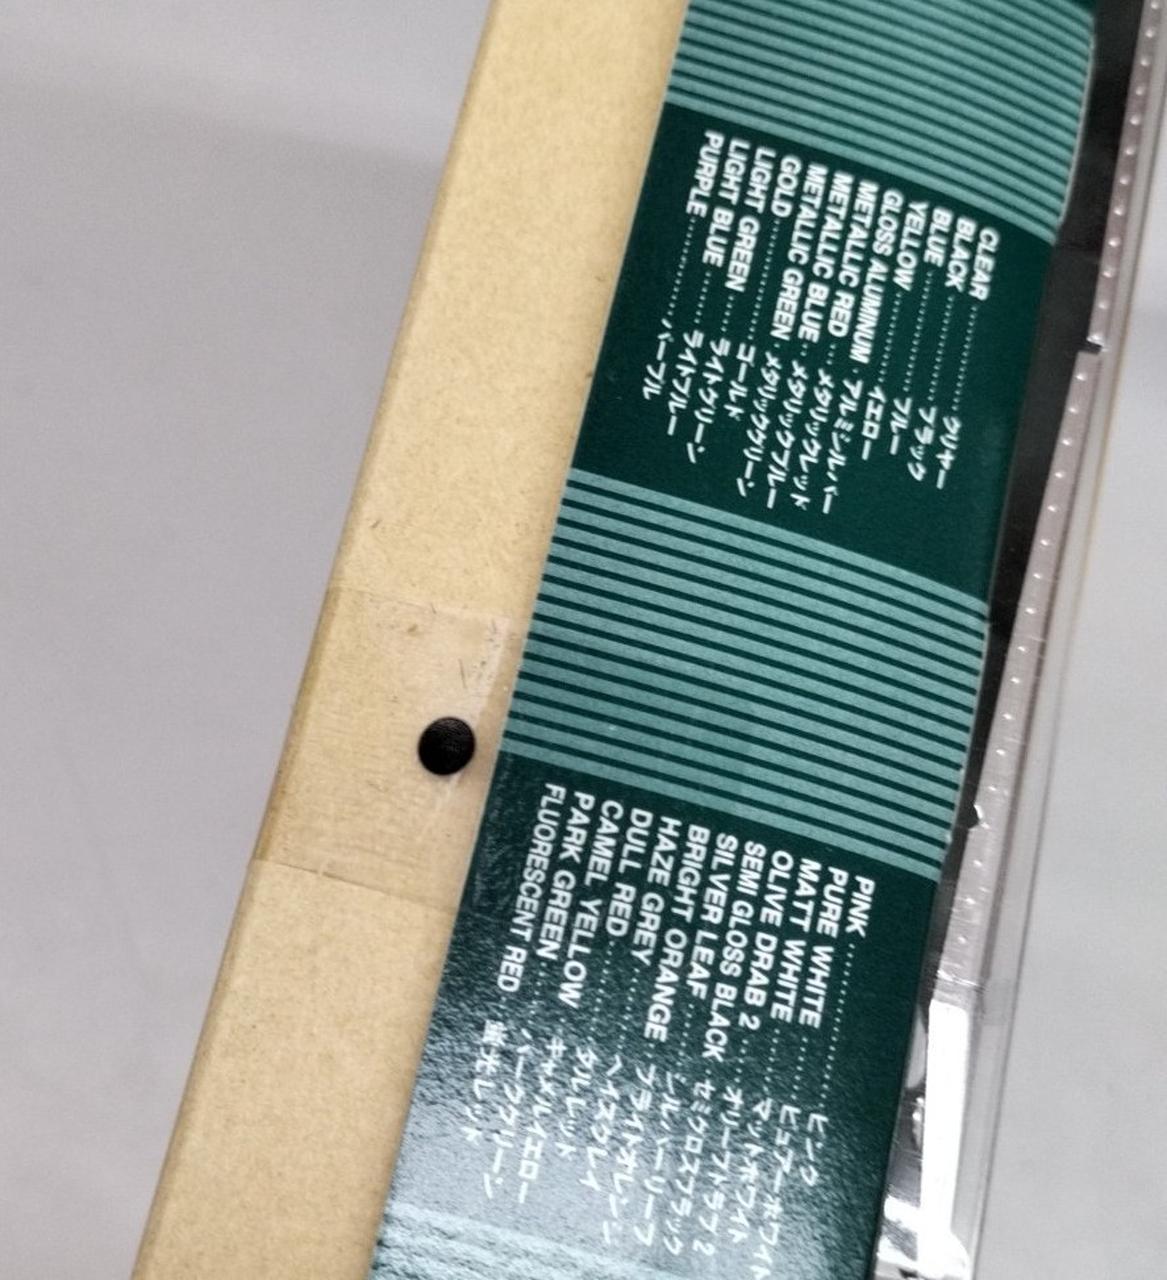 CLEAR ................ クリヤー
BLACK ................ ブラック
BLUE ................ ブルー
YELLOW ................ イエロー
GLOSS ALUMINUM . アルミシルバー
METALLIC RED ... メタリックレッド
METALLIC BLUE .. メタリックブルー
METALLIC GREEN メタリックグリーン
GOLD ................ ゴールド
LIGHT GREEN ....... ライトグリーン
LIGHT BLUE ....... ライトブルー
PURPLE ................ パープル
PINK ................ ピンク
PURE WHITE ....... ピュアーホワイト
MATT WHITE ....... マットホワイト
OLIVE DRAB 2 ..... オリーブドラブ 2
SEMI GLOSS BLACK .. セミグロスブラック
SILVER LEAF ....... シルバーリーフ
BRIGHT ORANGE .. ブライトオレンジ
HAZE GREY ....... ヘイズグレイ
DULL RED ....... ダルレッド
CAMEL YELLOW ... キャメルイエロー
PARK GREEN ....... パークグリーン
FLUORESCENT RED . 蛍光レッド